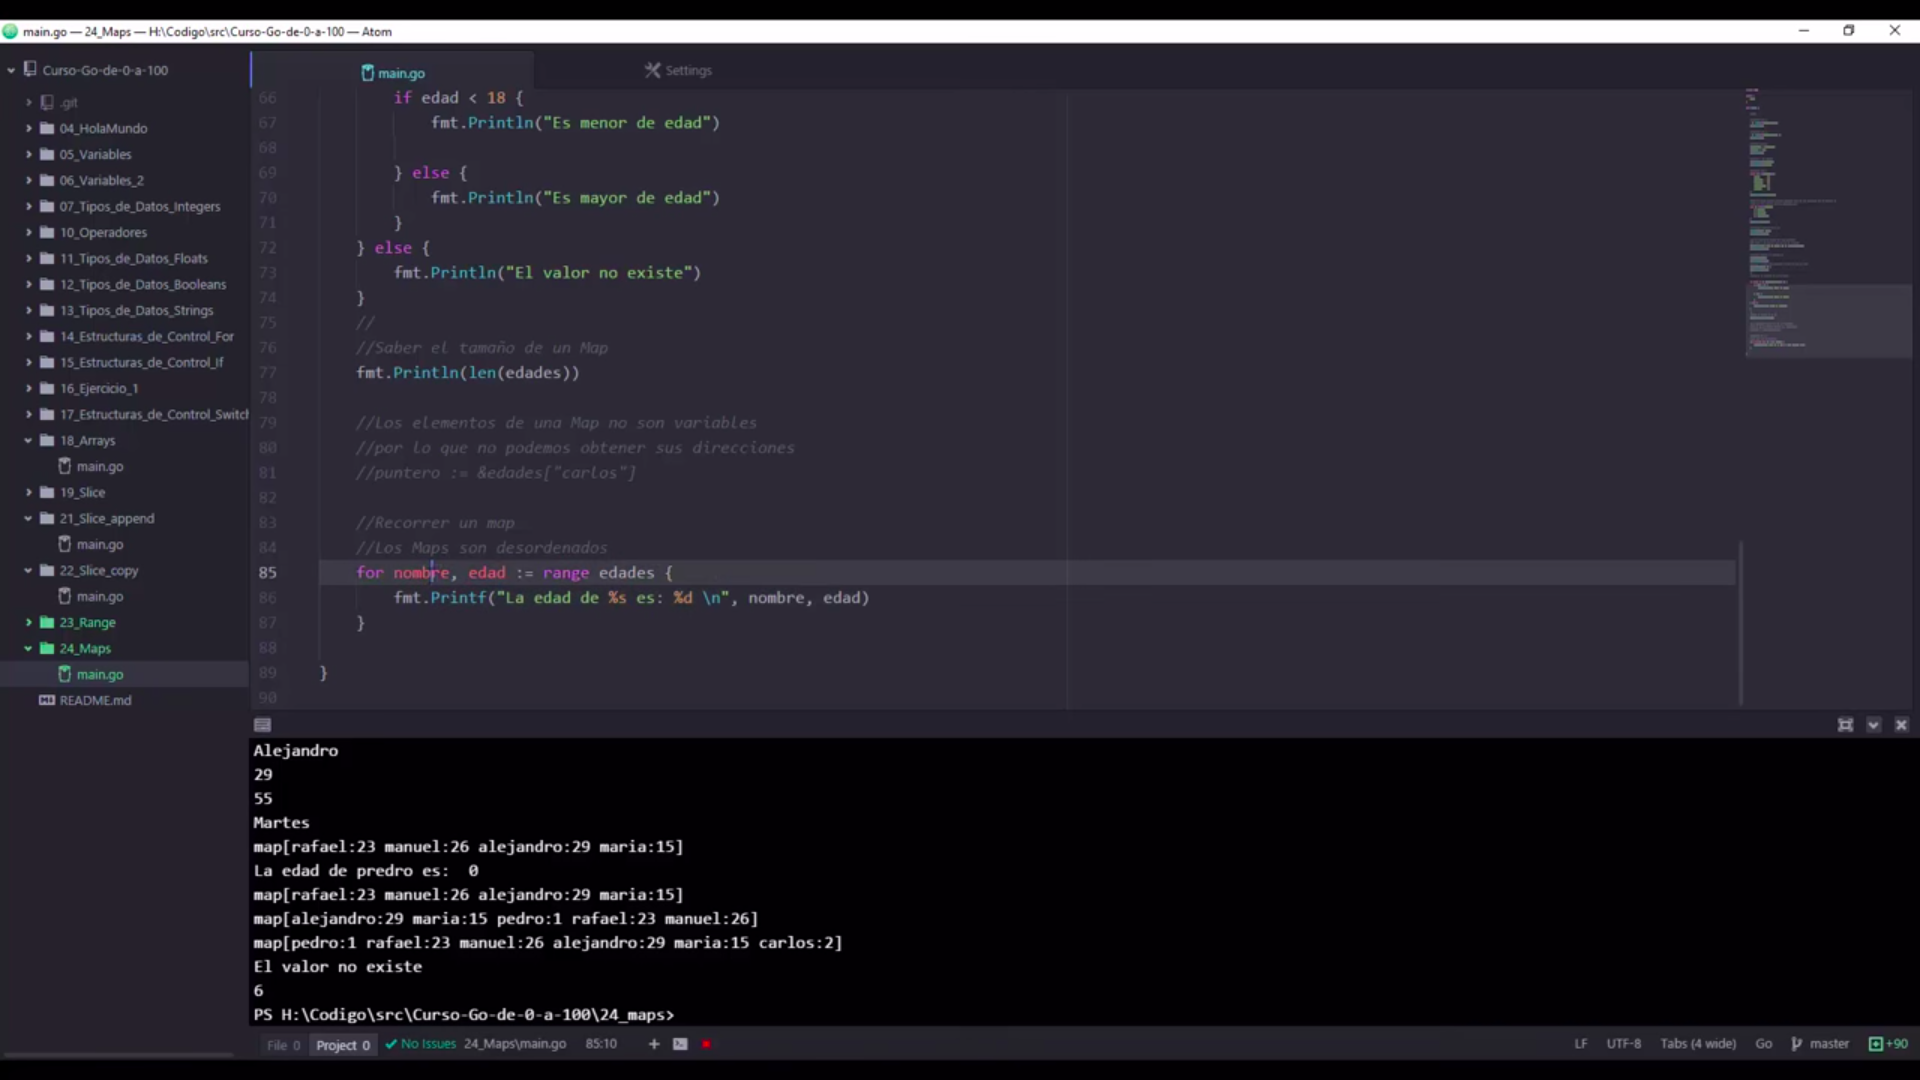 main.go — 24_Maps — H:\Codigo\src\Curso-Go-de-0-a-100 — Atom
Curso-Go-de-0-a-100
.git
04_HolaMundo
05_Variables
06_Variables_2
07_Tipos_de_Datos_Integers
10_Operadores
11_Tipos_de_Datos_Floats
12_Tipos_de_Datos_Booleans
13_Tipos_de_Datos_Strings
14_Estructuras_de_Control_For
15_Estructuras_de_Control_If
16_Ejercicio_1
17_Estructuras_de_Control_Switch
18_Arrays
main.go
19_Slice
21_Slice_append
main.go
22_Slice_copy
main.go
23_Range
24_Maps
main.go
README.md
main.go
Settings
66 if edad < 18 {
67 fmt.Println("Es menor de edad")
68
69 } else {
70 fmt.Println("Es mayor de edad")
71 }
72 } else {
73 fmt.Println("El valor no existe")
74 }
75 //
76 //Saber el tamaño de un Map
77 fmt.Println(len(edades))
78
79 //Los elementos de una Map no son variables
80 //por lo que no podemos obtener sus direcciones
81 //puntero := &edades["carlos"]
82
83 //Recorrer un map
84 //Los Maps son desordenados
85 for nombre, edad := range edades {
86 fmt.Printf("La edad de %s es: %d \n", nombre, edad)
87 }
88
89 }
90
Alejandro
29
55
Martes
map[rafael:23 manuel:26 alejandro:29 maria:15]
La edad de predro es:  0
map[rafael:23 manuel:26 alejandro:29 maria:15]
map[alejandro:29 maria:15 pedro:1 rafael:23 manuel:26]
map[pedro:1 rafael:23 manuel:26 alejandro:29 maria:15 carlos:2]
El valor no existe
6
PS H:\Codigo\src\Curso-Go-de-0-a-100\24_maps>
File 0 Project 0 No Issues 24_Maps\main.go 85:10 LF UTF-8 Tabs (4 wide) Go master +90